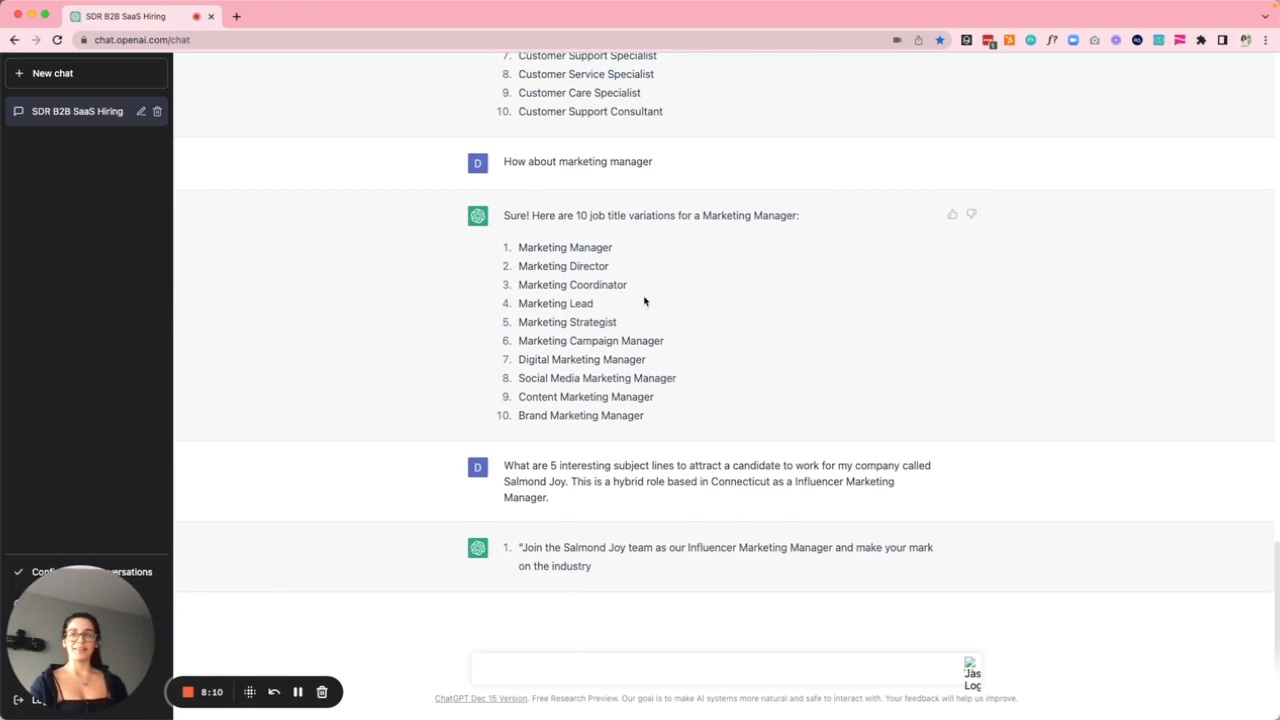 SDR B2B SaaS Hiring
chat.openai.com/chat
New chat
SDR B2B SaaS Hiring
7. Customer Support Specialist
8. Customer Service Specialist
9. Customer Care Specialist
10. Customer Support Consultant
D
How about marketing manager
Sure! Here are 10 job title variations for a Marketing Manager:
1. Marketing Manager
2. Marketing Director
3. Marketing Coordinator
4. Marketing Lead
5. Marketing Strategist
6. Marketing Campaign Manager
7. Digital Marketing Manager
8. Social Media Marketing Manager
9. Content Marketing Manager
10. Brand Marketing Manager
D
What are 5 interesting subject lines to attract a candidate to work for my company called
Salmond Joy. This is a hybrid role based in Connecticut as a Influencer Marketing
Manager.
1. "Join the Salmond Joy team as our Influencer Marketing Manager and make your mark
on the industry
8:10
ChatGPT Dec 15 Version. Free Research Preview. Our goal is to make AI systems more natural and safe to interact with. Your feedback will help us improve.